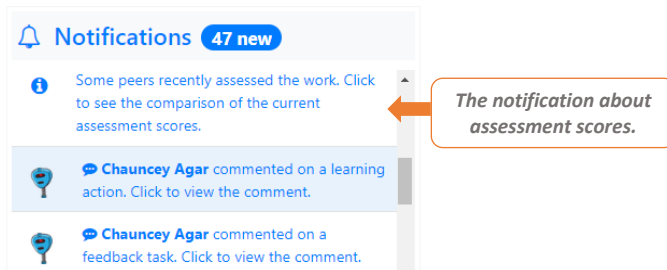 Notifications 47 new
Some peers recently assessed the work. Click
to see the comparison of the current
assessment scores.
The notification about
assessment scores.
Chauncey Agar commented on a learning
action. Click to view the comment.
Chauncey Agar commented on a
feedback task. Click to view the comment.